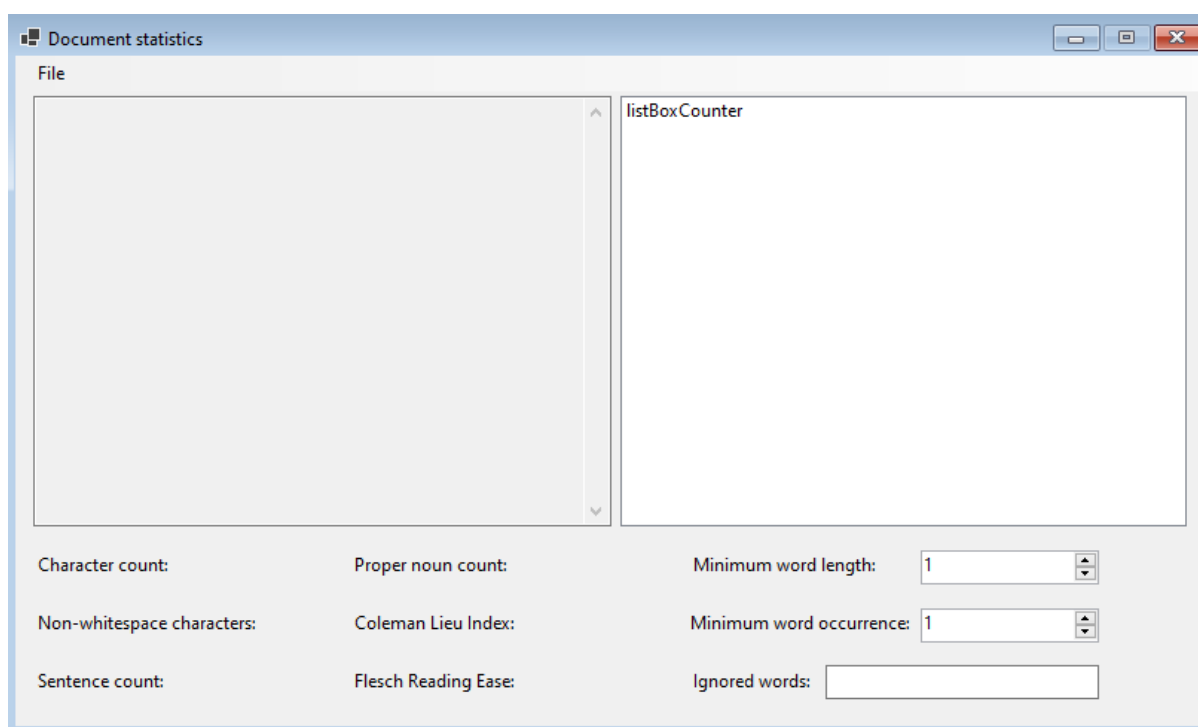 Document statistics
File
listBoxCounter
Character count:
Proper noun count:
Minimum word length: 1
Non-whitespace characters:
Coleman Lieu Index:
Minimum word occurrence: 1
Sentence count:
Flesch Reading Ease:
Ignored words: